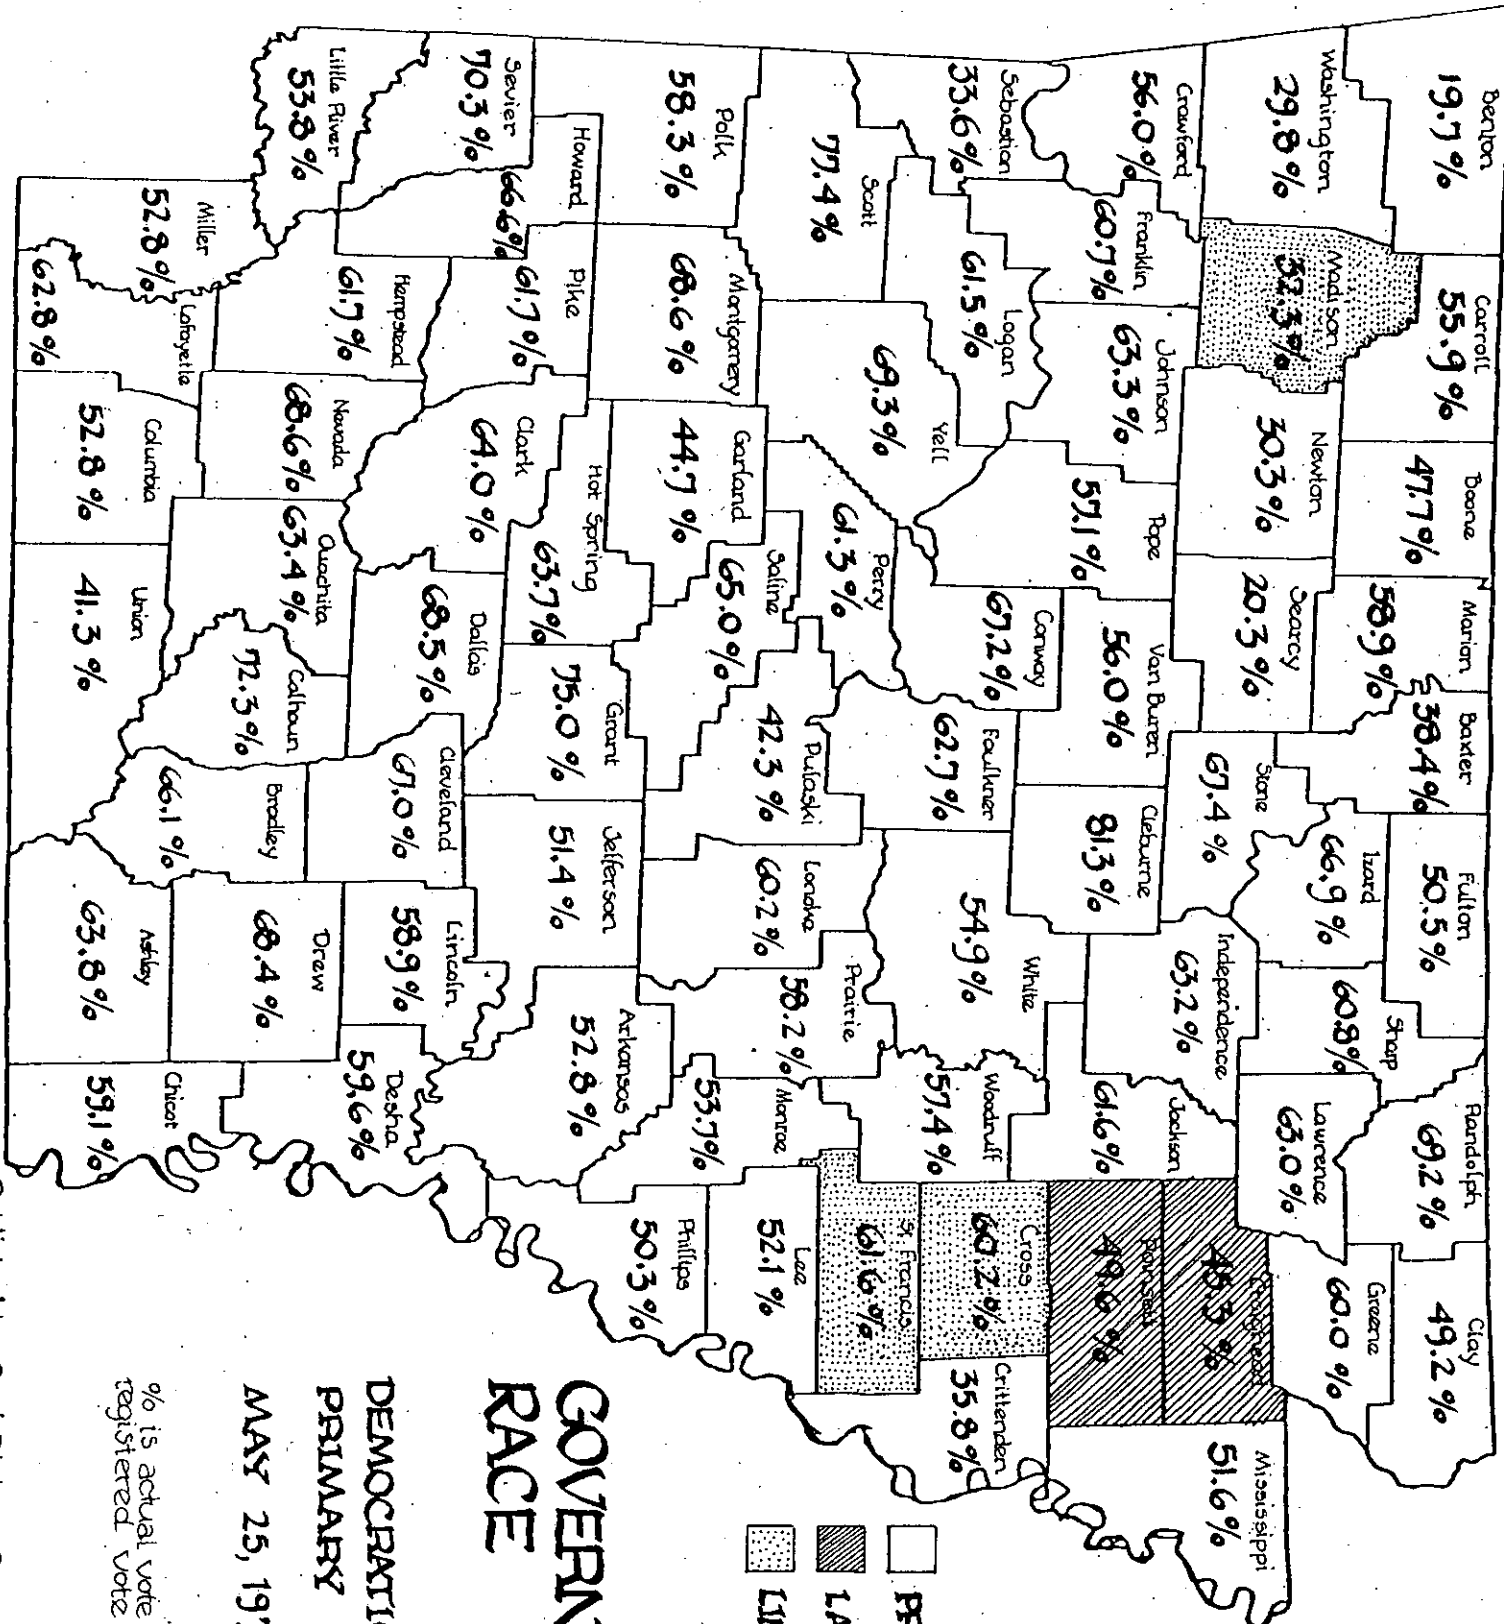 Benton
19.7%
Carroll
55.9%
Boone
47.7%
Marion
58.9%
Baxter
38.4%
Fulton
50.5%
Randolph
69.2%
Clay
49.2%
Washington
29.8%
Madison
32.3%
Newton
30.3%
Searcy
20.3%
Stone
67.4%
Izard
66.9%
Sharp
60.8%
Lawrence
63.0%
Greene
60.0%
Crawford
56.0%
Franklin
60.7%
Johnson
63.3%
Pope
57.1%
Van Buren
56.0%
Cleburne
81.3%
Independence
63.2%
Jackson
61.6%
Craighead
45.3%
Poinsett
49.6%
Mississippi
51.6%
Sebastian
33.6%
Logan
61.5%
Conway
67.2%
Faulkner
62.7%
White
54.9%
Woodruff
57.4%
Cross
60.2%
Crittenden
35.8%
Scott
77.4%
Yell
69.3%
Perry
61.3%
Pulaski
42.3%
Lonoke
60.2%
Prairie
58.2%
Monroe
53.7%
St. Francis
61.6%
Lee
52.1%
Polk
58.3%
Montgomery
68.6%
Garland
44.7%
Saline
65.0%
Phillips
50.3%
Howard
66.6%
Pike
61.7%
Hot Spring
63.7%
Grant
75.0%
Jefferson
51.4%
Arkansas
52.8%
Sevier
70.3%
Clark
64.0%
Dallas
68.5%
Cleveland
67.0%
Lincoln
58.9%
Desha
59.6%
Little River
53.8%
Hempstead
61.7%
Nevada
68.6%
Ouachita
63.4%
Calhoun
72.3%
Bradley
66.1%
Drew
68.4%
Miller
52.8%
Lafayette
62.8%
Columbia
52.8%
Union
41.3%
Ashley
63.8%
Chicot
59.1%
GOVERN
RACE
DEMOCRATI
PRIMARY
MAY 25, 19
% is actual vote
registered vote